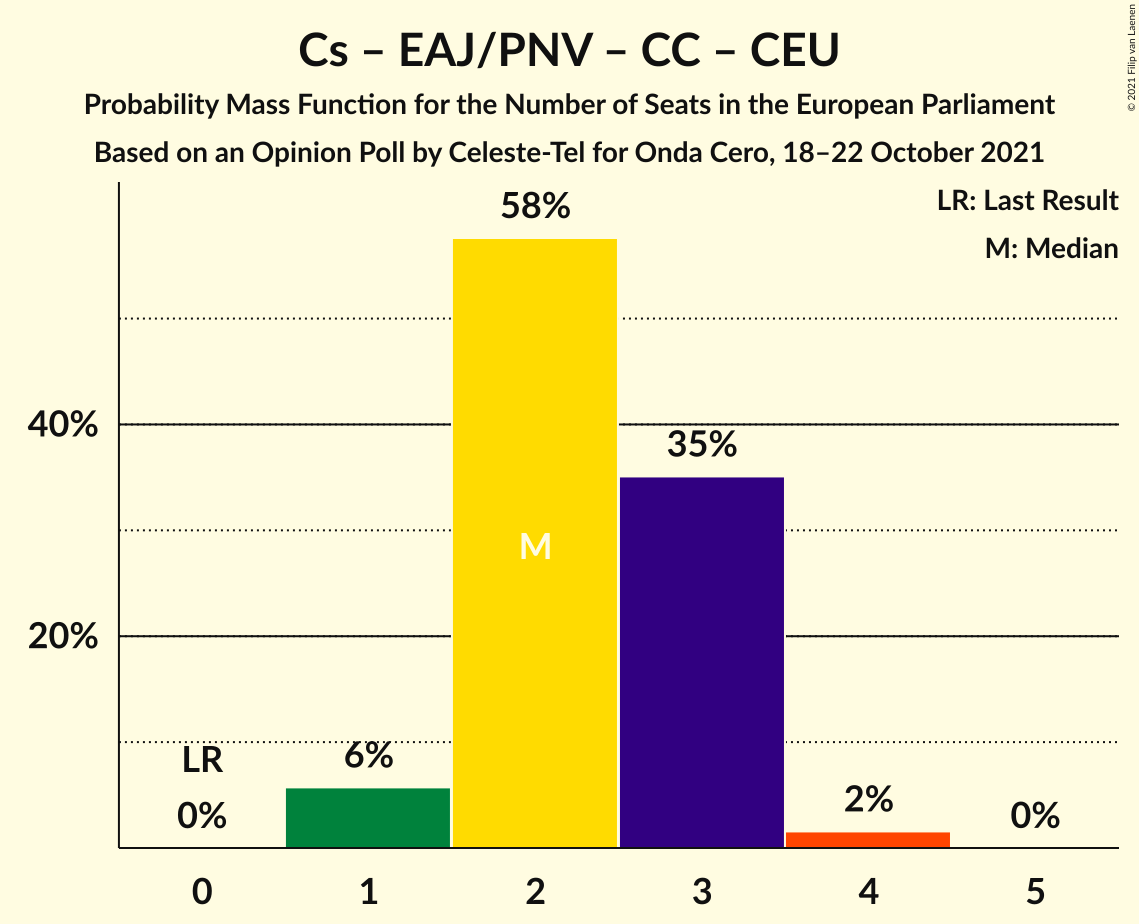 Cs – EAJ/PNV – CC – CEU
Probability Mass Function for the Number of Seats in the European Parliament
Based on an Opinion Poll by Celeste-Tel for Onda Cero, 18–22 October 2021
© 2021 Filip van Laenen
LR: Last Result
M: Median
58%
40%
35%
M
20%
LR
6%
0%
2%
0%
0 1 2 3 4 5